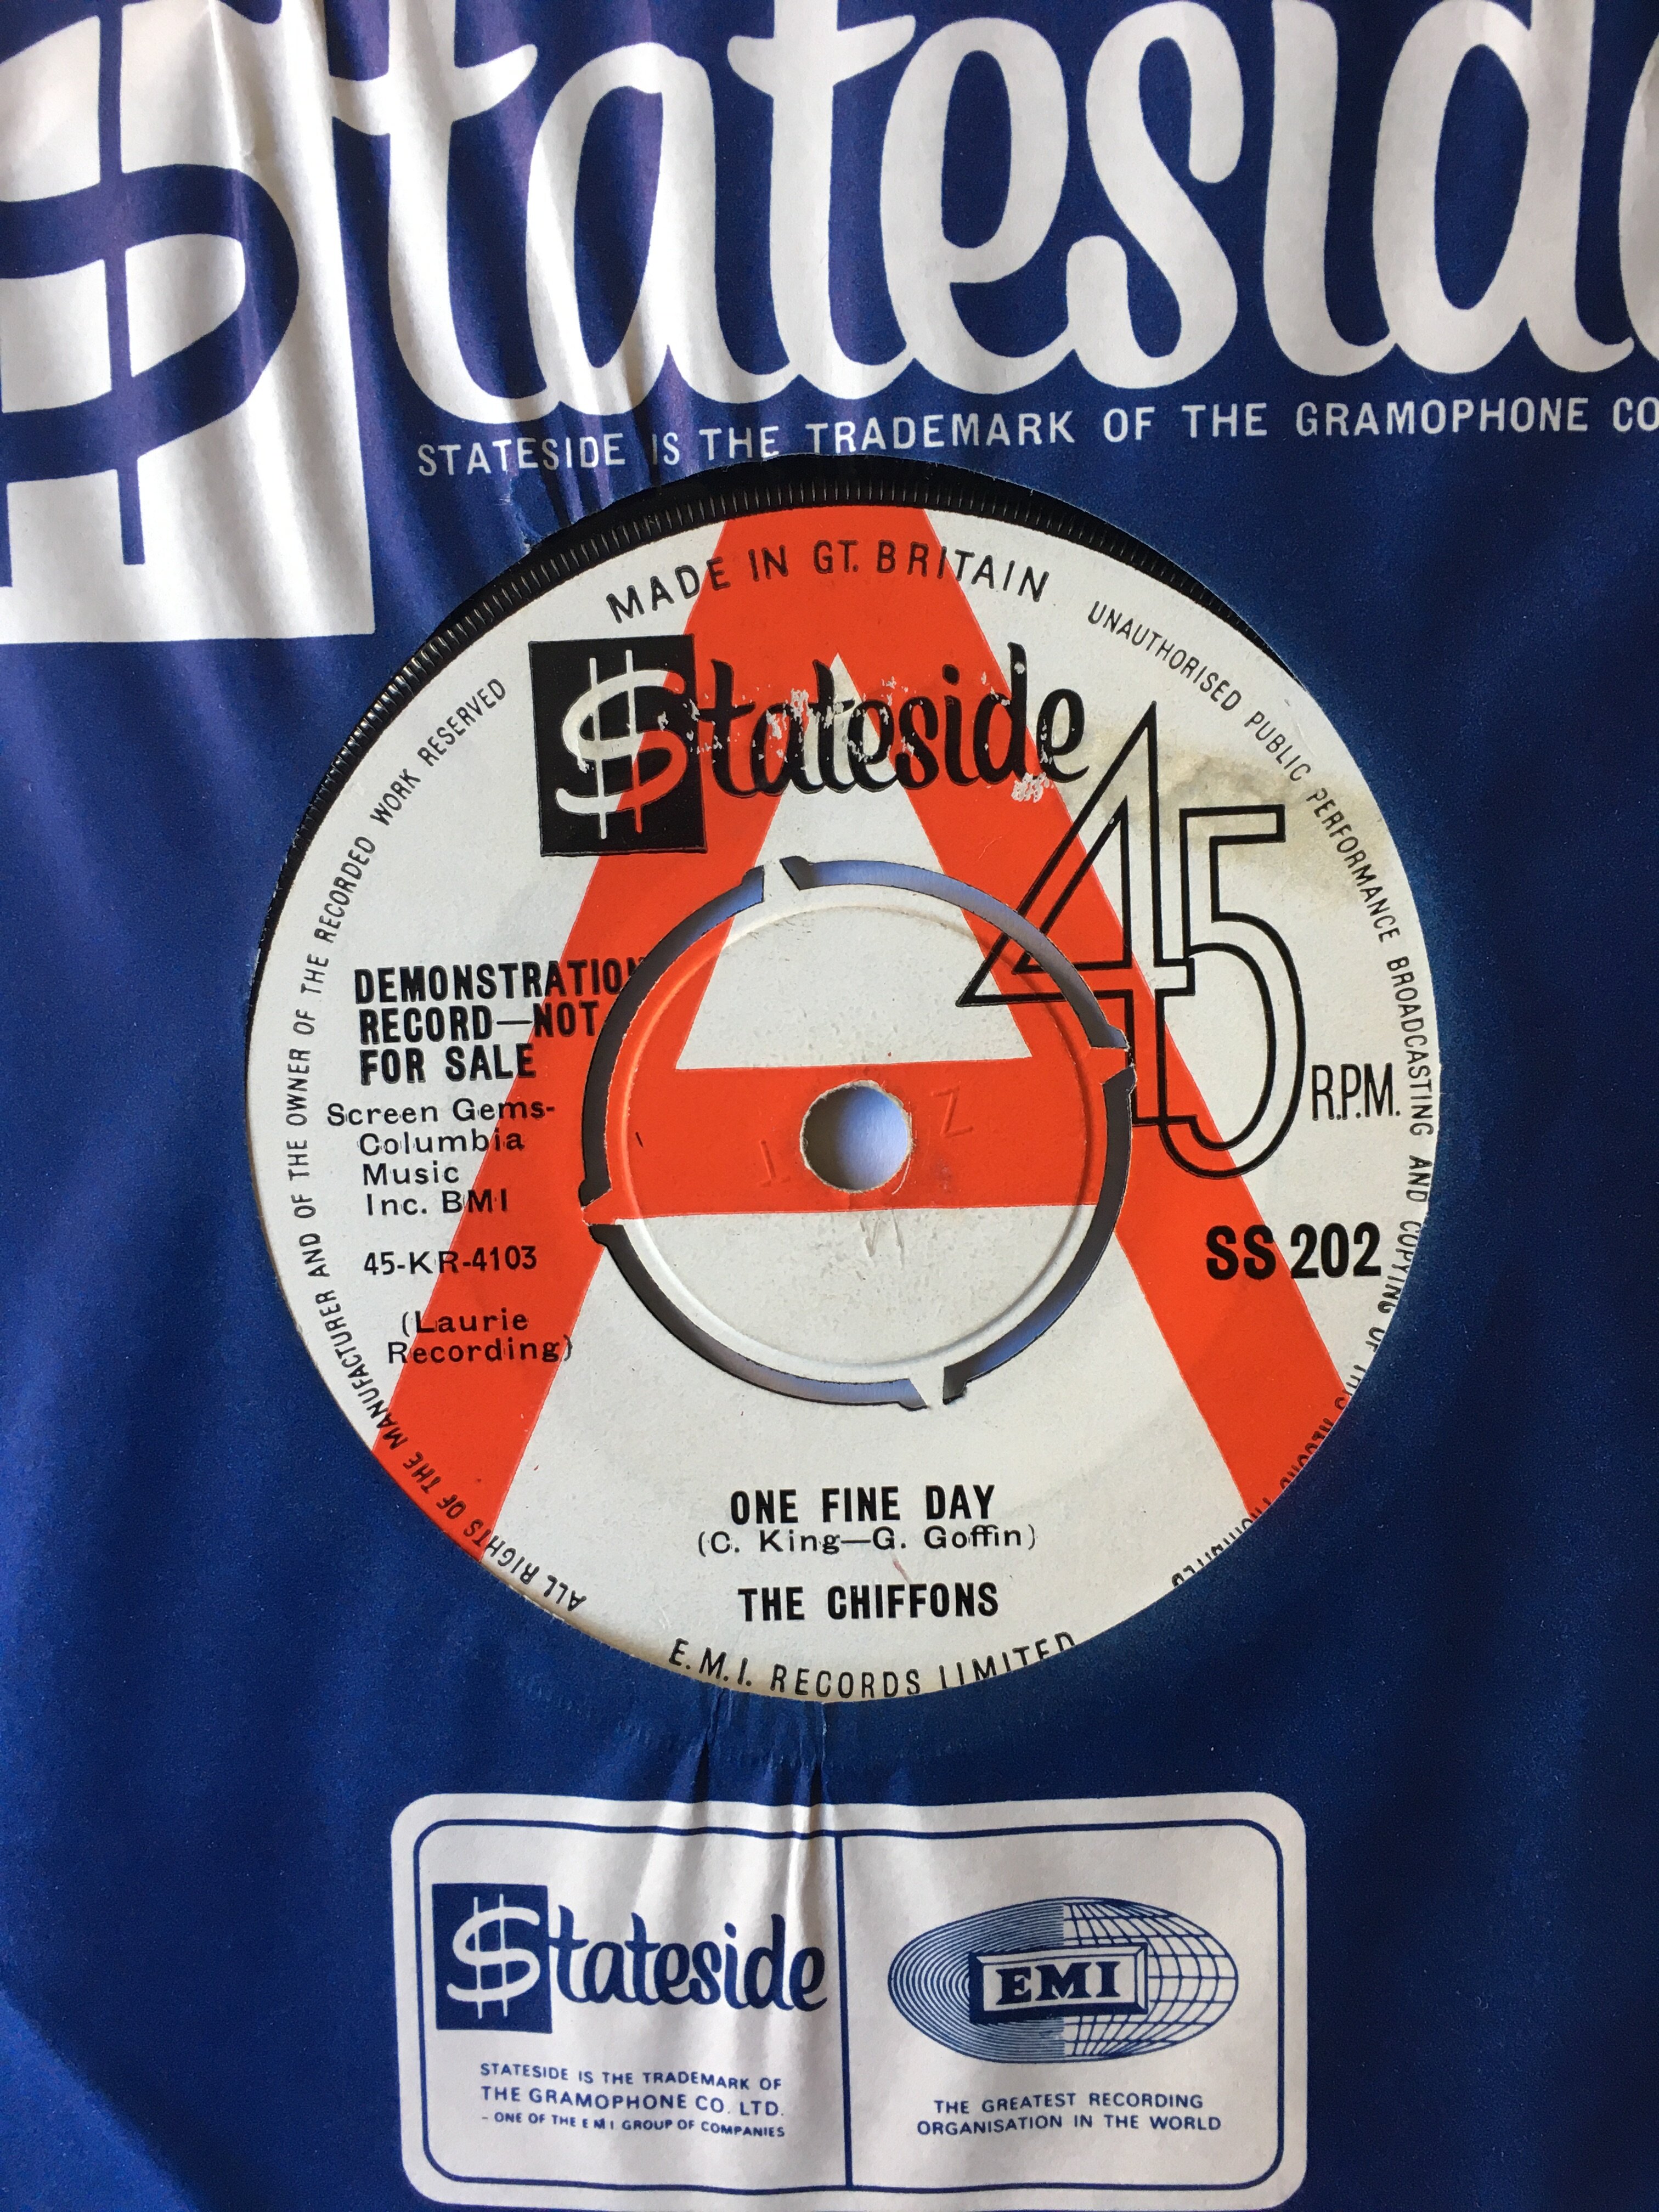 Stateside
STATESIDE IS THE TRADEMARK OF THE GRAMOPHONE CO
MADE IN GT. BRITAIN
UNAUTHORISED PUBLIC PERFORMANCE BROADCASTING AND COPYING OF THIS RECORD PROHIBITED
ALL RIGHTS OF THE MANUFACTURER AND OF THE OWNER OF THE RECORDED WORK RESERVED
Stateside
45
R.P.M.
DEMONSTRATION
RECORD—NOT
FOR SALE
Screen Gems-
Columbia
Music
Inc. BMI
45-KR-4103
(Laurie
Recording)
A
SS 202
ONE FINE DAY
(C. King—G. Goffin)
THE CHIFFONS
E.M.I. RECORDS LIMITED
Stateside
STATESIDE IS THE TRADEMARK OF
THE GRAMOPHONE CO. LTD.
- ONE OF THE E M I GROUP OF COMPANIES
EMI
THE GREATEST RECORDING
ORGANISATION IN THE WORLD